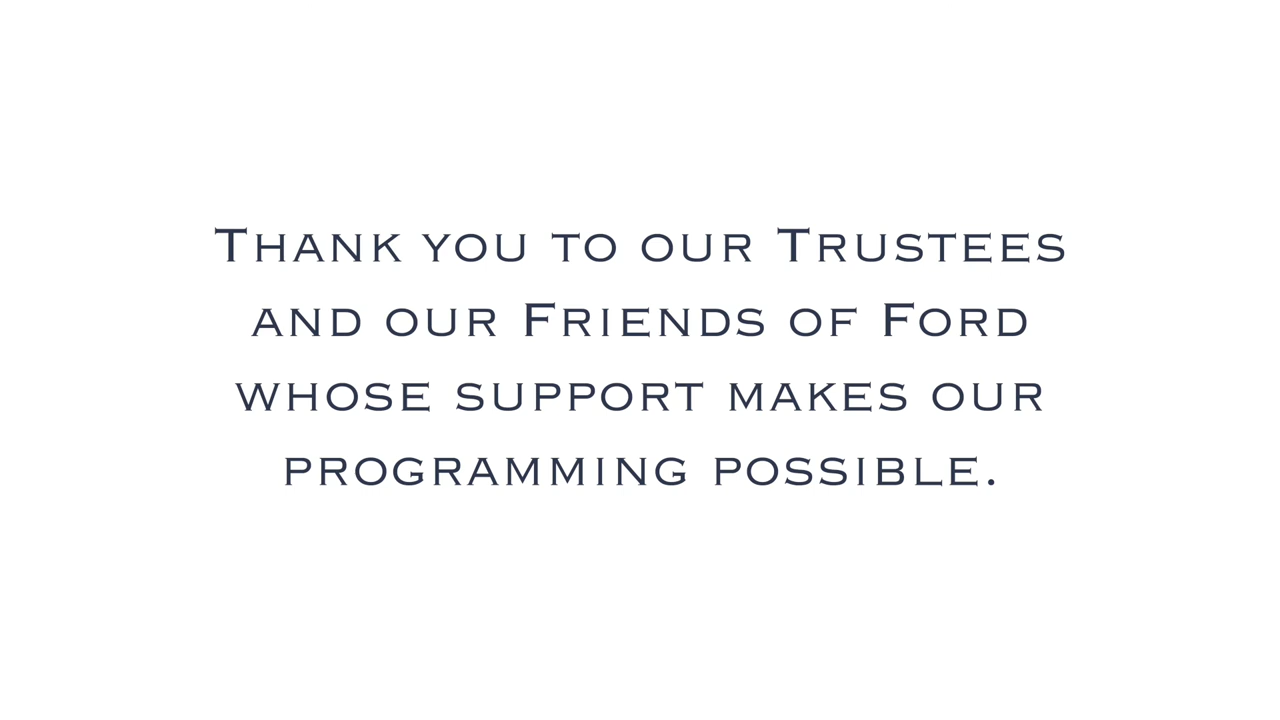 Thank you to our Trustees
and our Friends of Ford
whose support makes our
programming possible.